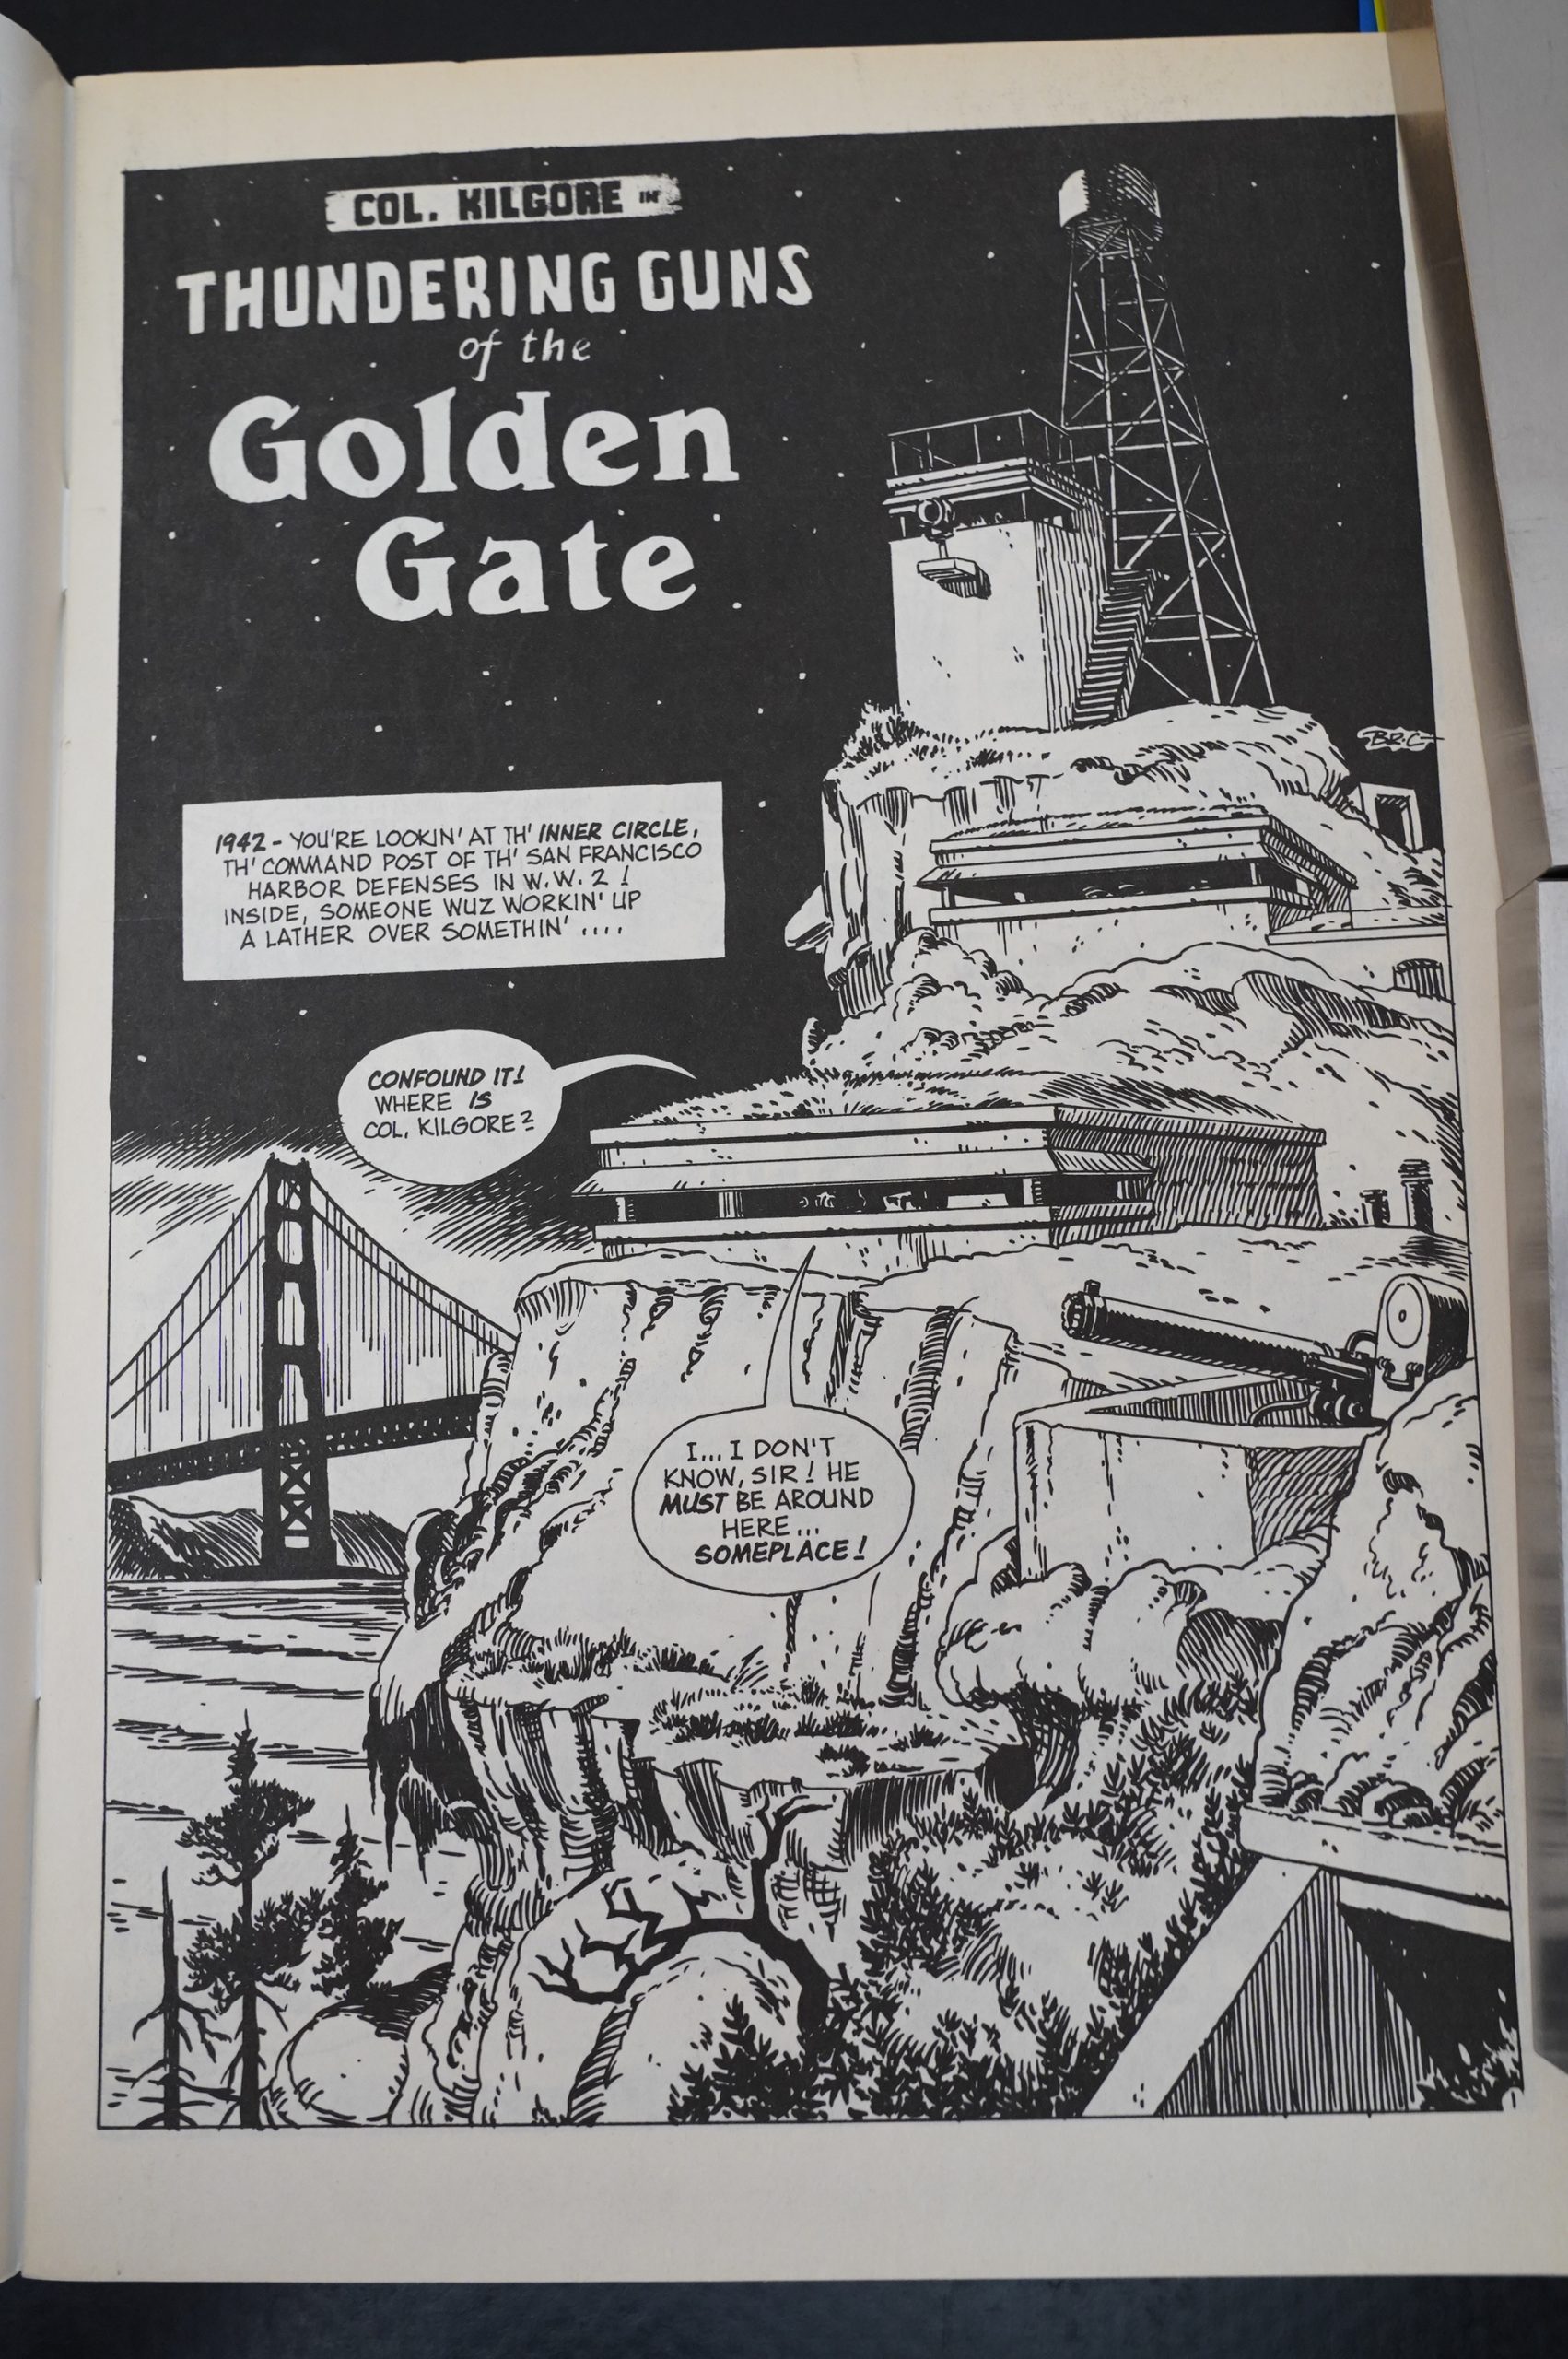 COL. KILGORE IN
THUNDERING GUNS
of the
Golden
Gate
1942 - YOU'RE LOOKIN' AT TH' INNER CIRCLE,
TH' COMMAND POST OF TH' SAN FRANCISCO
HARBOR DEFENSES IN W.W. 2 !
INSIDE, SOMEONE WUZ WORKIN' UP
A LATHER OVER SOMETHIN' ....
CONFOUND IT!
WHERE IS
COL. KILGORE?
I... I DON'T
KNOW, SIR! HE
MUST BE AROUND
HERE...
SOMEPLACE!